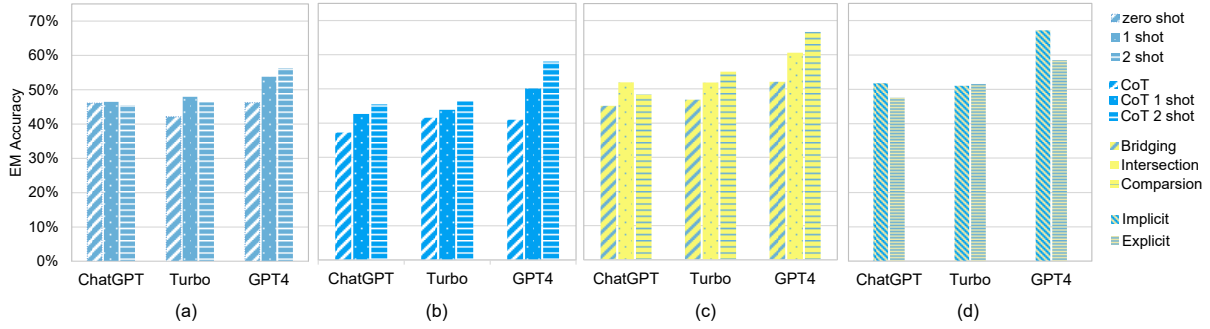 70%
60%
50%
40%
30%
20%
10%
0%
EM Accuracy
ChatGPT Turbo GPT4
(a)
ChatGPT Turbo GPT4
(b)
ChatGPT Turbo GPT4
(c)
ChatGPT Turbo GPT4
(d)
zero shot
1 shot
2 shot
CoT
CoT 1 shot
CoT 2 shot
Bridging
Intersection
Comparsion
Implicit
Explicit